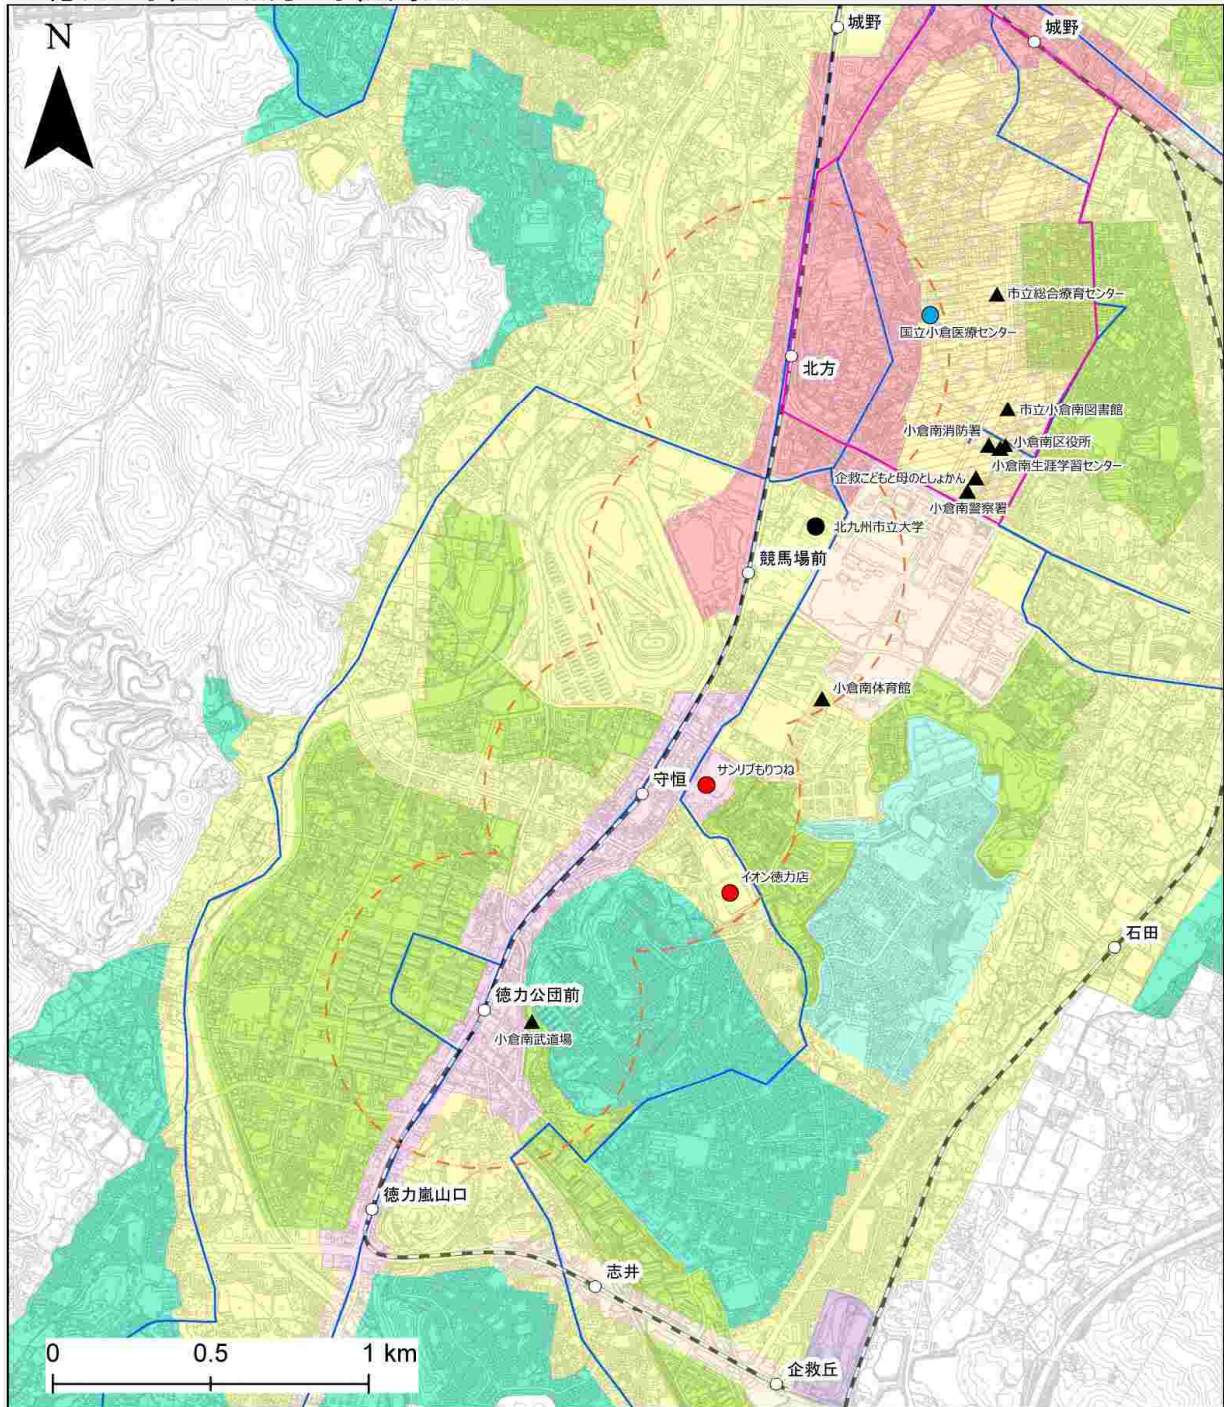 N
城野
城野
市立総合療育センター
国立小倉医療センター
北方
市立小倉南図書館
小倉南消防署
小倉南区役所
小倉南生涯学習センター
企救こどもと母のとしょかん
小倉南警察署
北九州市立大学
競馬場前
小倉南体育館
守恒
サンリブもりつね
イオン徳力店
石田
徳力公団前
小倉南武道場
徳力嵐山口
志井
0 0.5 1 km
企救丘